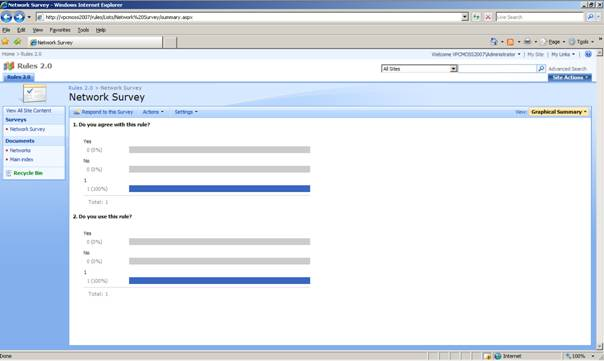 Network Survey - Windows Internet Explorer
http://vpcmoss2007/rules/Lists/Network%20Survey/summary.aspx
Live Search
File Edit View Favorites Tools Help
Network Survey
Page Tools
Home > Rules 2.0
Welcome VPCMOSS2007\Administrator | My Site | My Links
Rules 2.0
All Sites
Advanced Search
Rules 2.0
Site Actions
Rules 2.0 > Network Survey
Network Survey
View All Site Content
Surveys
Network Survey
Documents
Networks
Main index
Recycle Bin
Respond to this Survey Actions Settings
View: Graphical Summary
1. Do you agree with this rule?
Yes
0 (0%)
No
0 (0%)
1
1 (100%)
Total: 1
2. Do you use this rule?
Yes
0 (0%)
No
0 (0%)
1
1 (100%)
Total: 1
Done
Internet
100%